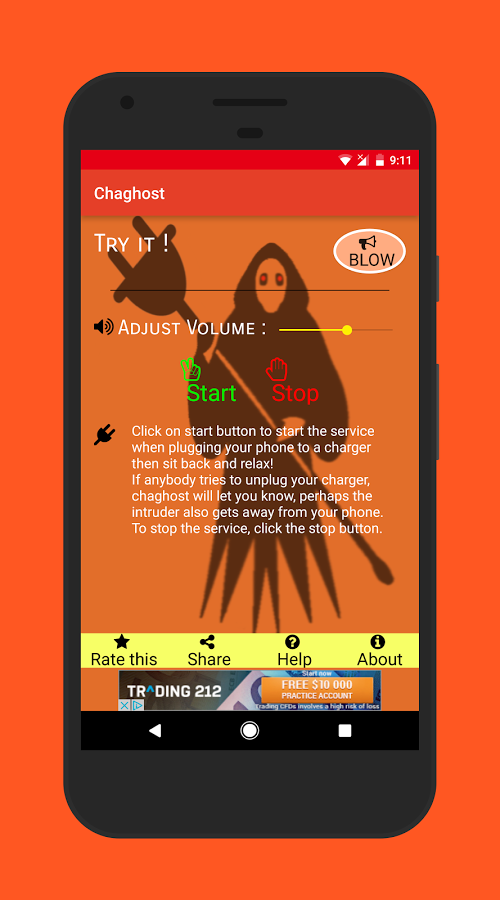 9:11
Chaghost
TRY IT !
BLOW
ADJUST VOLUME :
Start
Stop
Click on start button to start the service
when plugging your phone to a charger
then sit back and relax!
If anybody tries to unplug your charger,
chaghost will let you know, perhaps the
intruder also gets away from your phone.
To stop the service, click the stop button.
Rate this
Share
Help
About
Start now
TRADING 212
FREE $10 000
PRACTICE ACCOUNT
Trading CFDs involves a high risk of loss